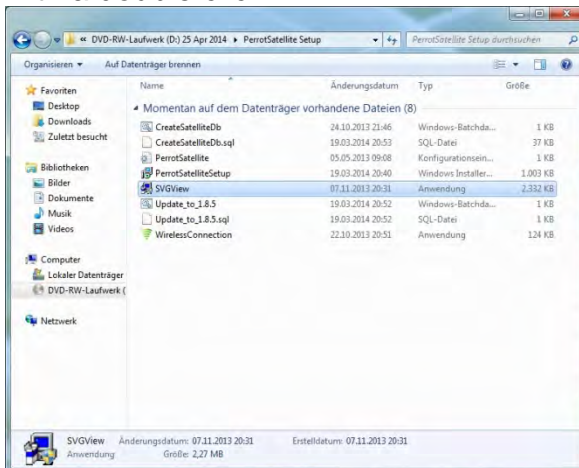 DVD-RW-Laufwerk (D:) 25 Apr 2014 PerrotSatellite Setup PerrotSatellite Setup durchsuchen
Organisieren Auf Datenträger brennen
Favoriten
Desktop
Downloads
Zuletzt besucht
Bibliotheken
Bilder
Dokumente
Musik
Videos
Computer
Lokaler Datenträger
DVD-RW-Laufwerk (
Netzwerk
Name Änderungsdatum Typ Größe
Momentan auf dem Datenträger vorhandene Dateien (8)
CreateSatelliteDb 24.10.2013 21:46 Windows-Batchda... 1 KB
CreateSatelliteDb.sql 19.03.2014 20:53 SQL-Datei 37 KB
PerrotSatellite 05.05.2013 09:08 Konfigurationsein... 1 KB
PerrotSatelliteSetup 19.03.2014 20:40 Windows Installer... 1.003 KB
SVGView 07.11.2013 20:31 Anwendung 2.332 KB
Update_to_1.8.5 19.03.2014 20:52 Windows-Batchda... 1 KB
Update_to_1.8.5.sql 19.03.2014 20:52 SQL-Datei 1 KB
WirelessConnection 22.10.2013 20:51 Anwendung 124 KB
SVGView Änderungsdatum: 07.11.2013 20:31 Erstelldatum: 07.11.2013 20:31
Anwendung Größe: 2,27 MB